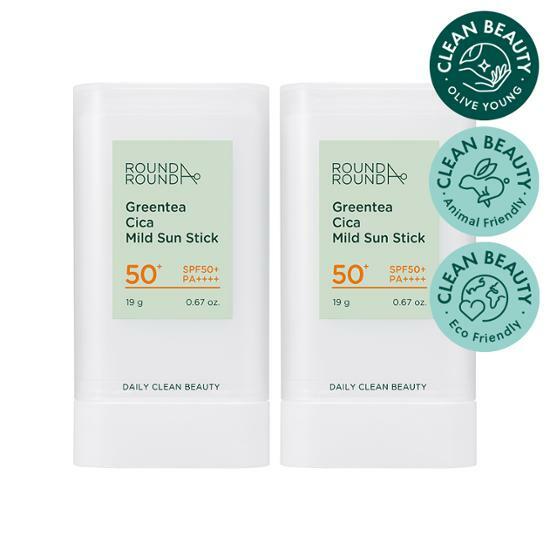 ROUND A
ROUND
Greentea
Cica
Mild Sun Stick
50+
SPF50+
PA++++
19 g
0.67 oz.
DAILY CLEAN BEAUTY
ROUND A
ROUND
Greentea
Cica
Mild Sun Stick
50+
SPF50+
PA++++
19 g
0.67 oz.
DAILY CLEAN BEAUTY
CLEAN BEAUTY
· OLIVE YOUNG ·
CLEAN BEAUTY
· Animal Friendly ·
CLEAN BEAUTY
· Eco Friendly ·